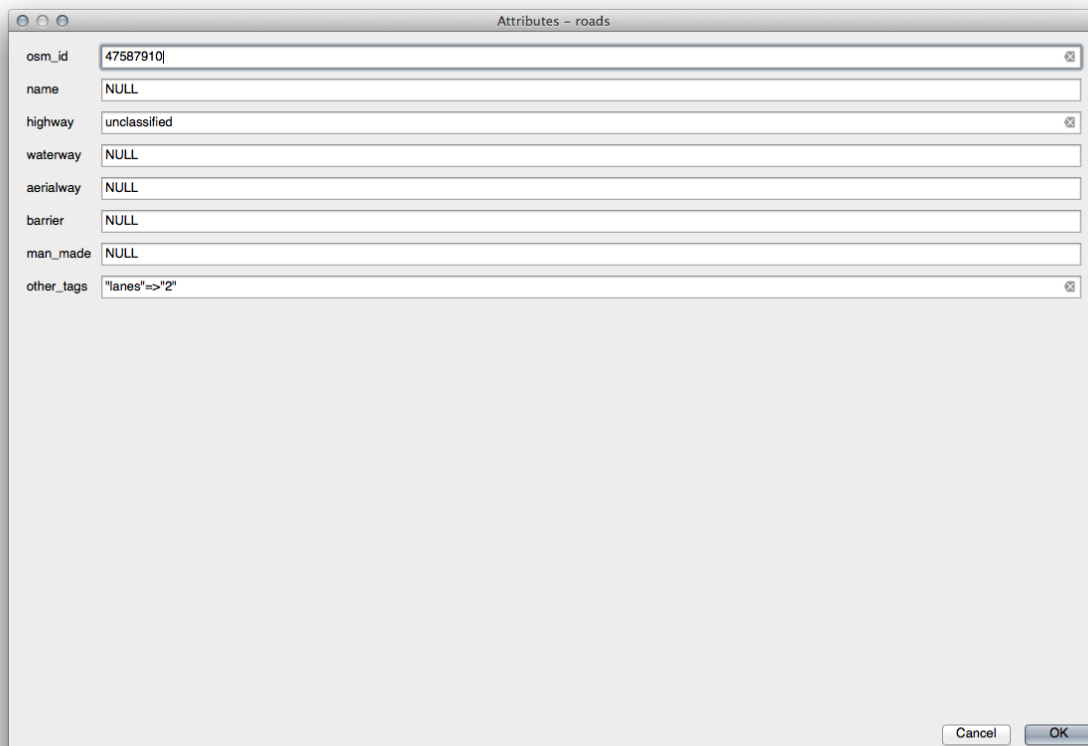 Attributes – roads
osm_id 47587910
name NULL
highway unclassified
waterway NULL
aerialway NULL
barrier NULL
man_made NULL
other_tags "lanes"=>"2"
Cancel OK